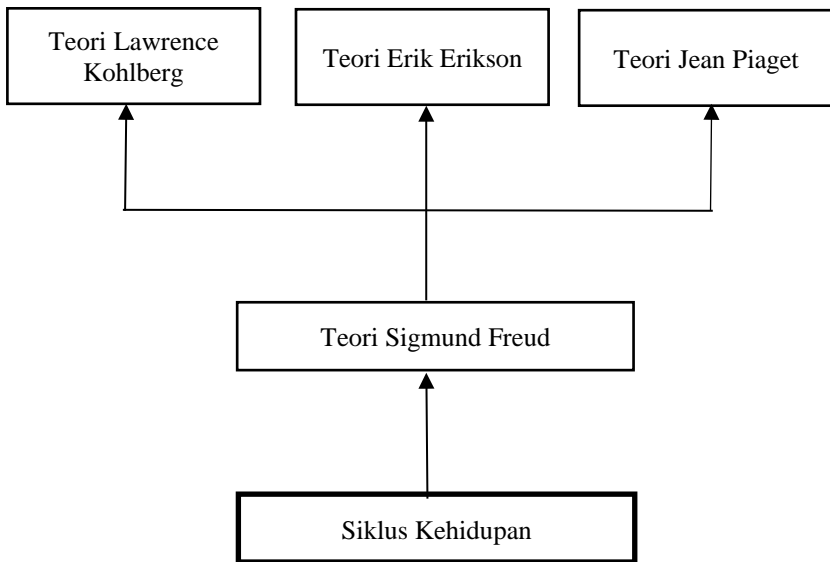 Teori Lawrence
Kohlberg
Teori Erik Erikson
Teori Jean Piaget
Teori Sigmund Freud
Siklus Kehidupan